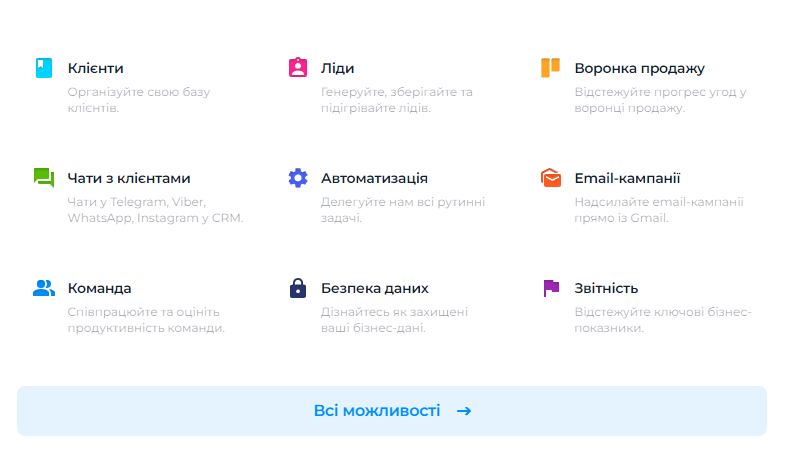 Клієнти
Організуйте свою базу
клієнтів.
Ліди
Генеруйте, зберігайте та
підігрівайте лідів.
Воронка продажу
Відстежуйте прогрес угод у
воронці продажу.
Чати з клієнтами
Чати у Telegram, Viber,
WhatsApp, Instagram у CRM.
Автоматизація
Делегуйте нам всі рутинні
задачі.
Email-кампанії
Надсилайте email-кампанії
прямо із Gmail.
Команда
Співпрацюйте та оцініть
продуктивність команди.
Безпека даних
Дізнайтесь як захищені
ваші бізнес-дані.
Звітність
Відстежуйте ключові бізнес-
показники.
Всі можливості →